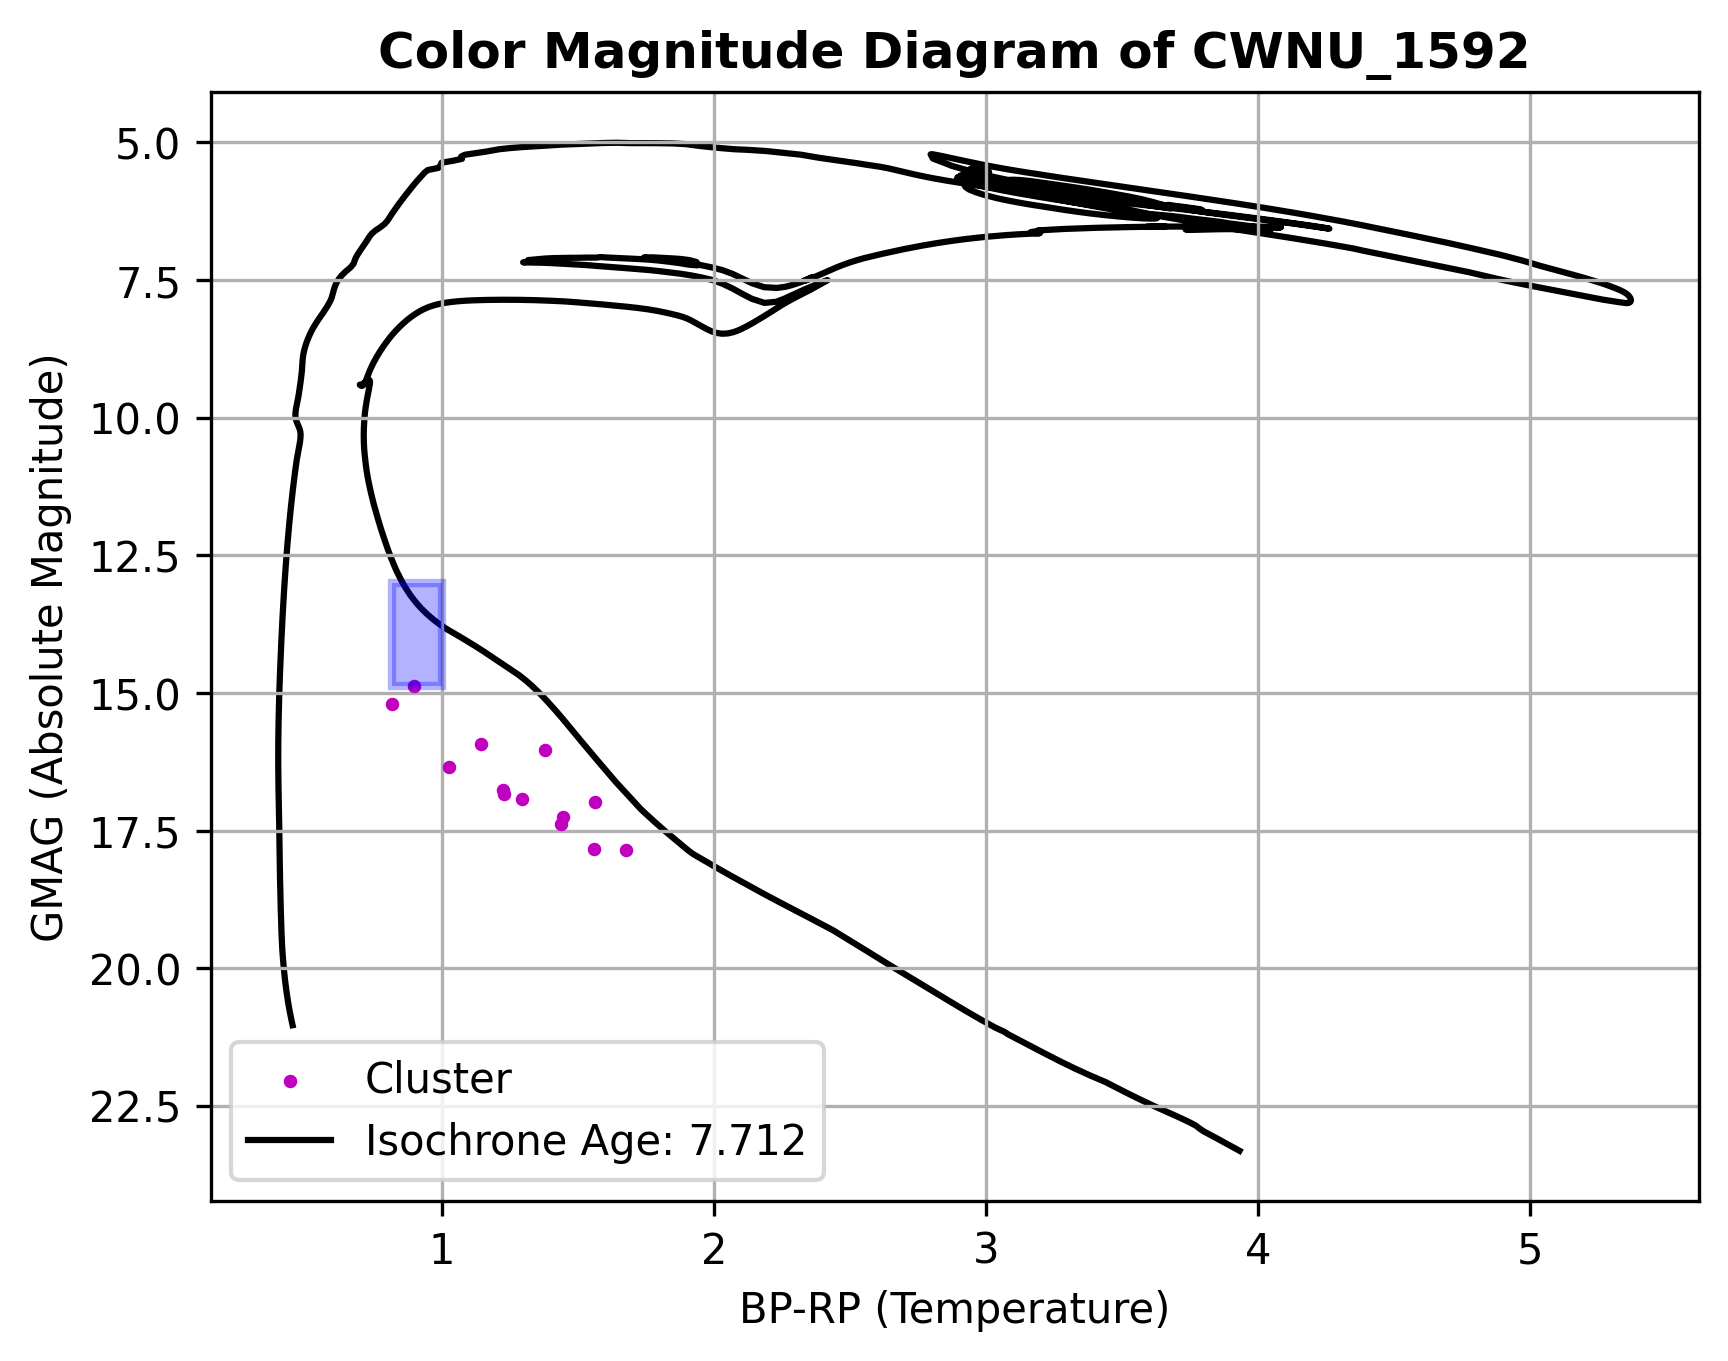 Color Magnitude Diagram of CWNU_1592
GMAG (Absolute Magnitude)
5.0
7.5
10.0
12.5
15.0
17.5
20.0
22.5
Cluster
Isochrone Age: 7.712
1 2 3 4 5
BP-RP (Temperature)